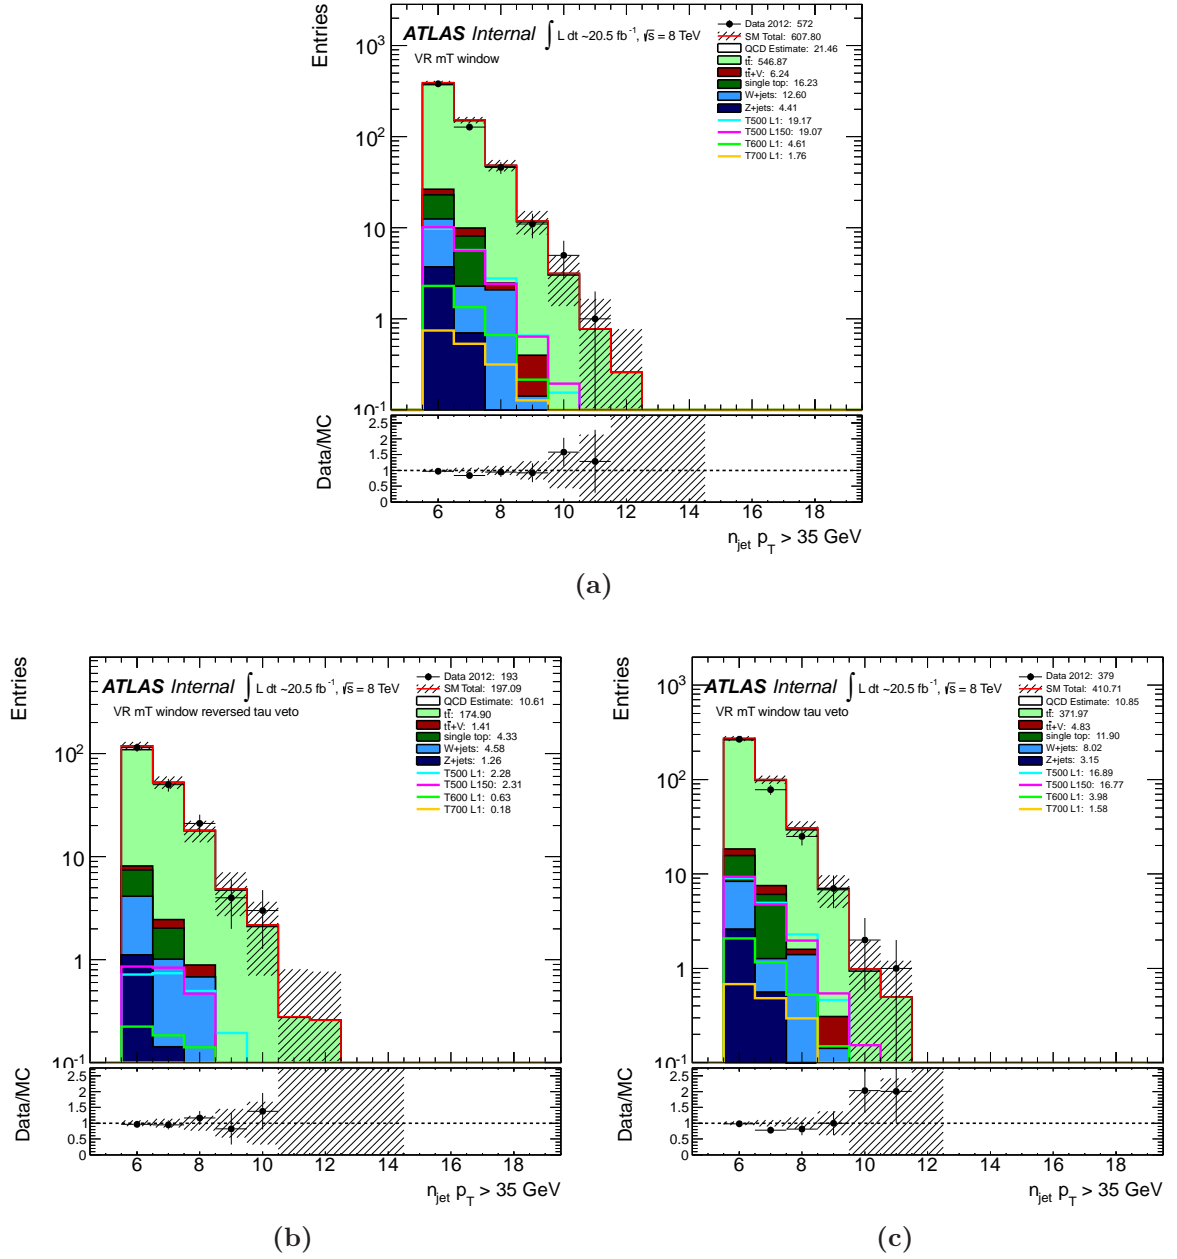 Entries
10^3
10^2
10
1
10^-1
ATLAS Internal ∫ L dt ~20.5 fb^-1, √s = 8 TeV
VR mT window
Data 2012: 572
SM Total: 607.80
QCD Estimate: 21.46
tt̄: 546.87
tt̄+V: 6.24
single top: 16.23
W+jets: 12.60
Z+jets: 4.41
T500 L1: 19.17
T500 L150: 19.07
T600 L1: 4.61
T700 L1: 1.76
Data/MC
2.5
2
1.5
1
0.5
0
6 8 10 12 14 16 18
n_jet p_T > 35 GeV
(a)
Entries
10^2
10
1
10^-1
ATLAS Internal ∫ L dt ~20.5 fb^-1, √s = 8 TeV
VR mT window reversed tau veto
Data 2012: 193
SM Total: 197.09
QCD Estimate: 10.61
tt̄: 174.90
tt̄+V: 1.41
single top: 4.33
W+jets: 4.58
Z+jets: 1.26
T500 L1: 2.28
T500 L150: 2.31
T600 L1: 0.63
T700 L1: 0.18
Data/MC
2.5
2
1.5
1
0.5
0
6 8 10 12 14 16 18
n_jet p_T > 35 GeV
(b)
Entries
10^3
10^2
10
1
10^-1
ATLAS Internal ∫ L dt ~20.5 fb^-1, √s = 8 TeV
VR mT window tau veto
Data 2012: 379
SM Total: 410.71
QCD Estimate: 10.85
tt̄: 371.97
tt̄+V: 4.83
single top: 11.90
W+jets: 8.02
Z+jets: 3.15
T500 L1: 16.89
T500 L150: 16.77
T600 L1: 3.98
T700 L1: 1.58
Data/MC
2.5
2
1.5
1
0.5
0
6 8 10 12 14 16 18
n_jet p_T > 35 GeV
(c)